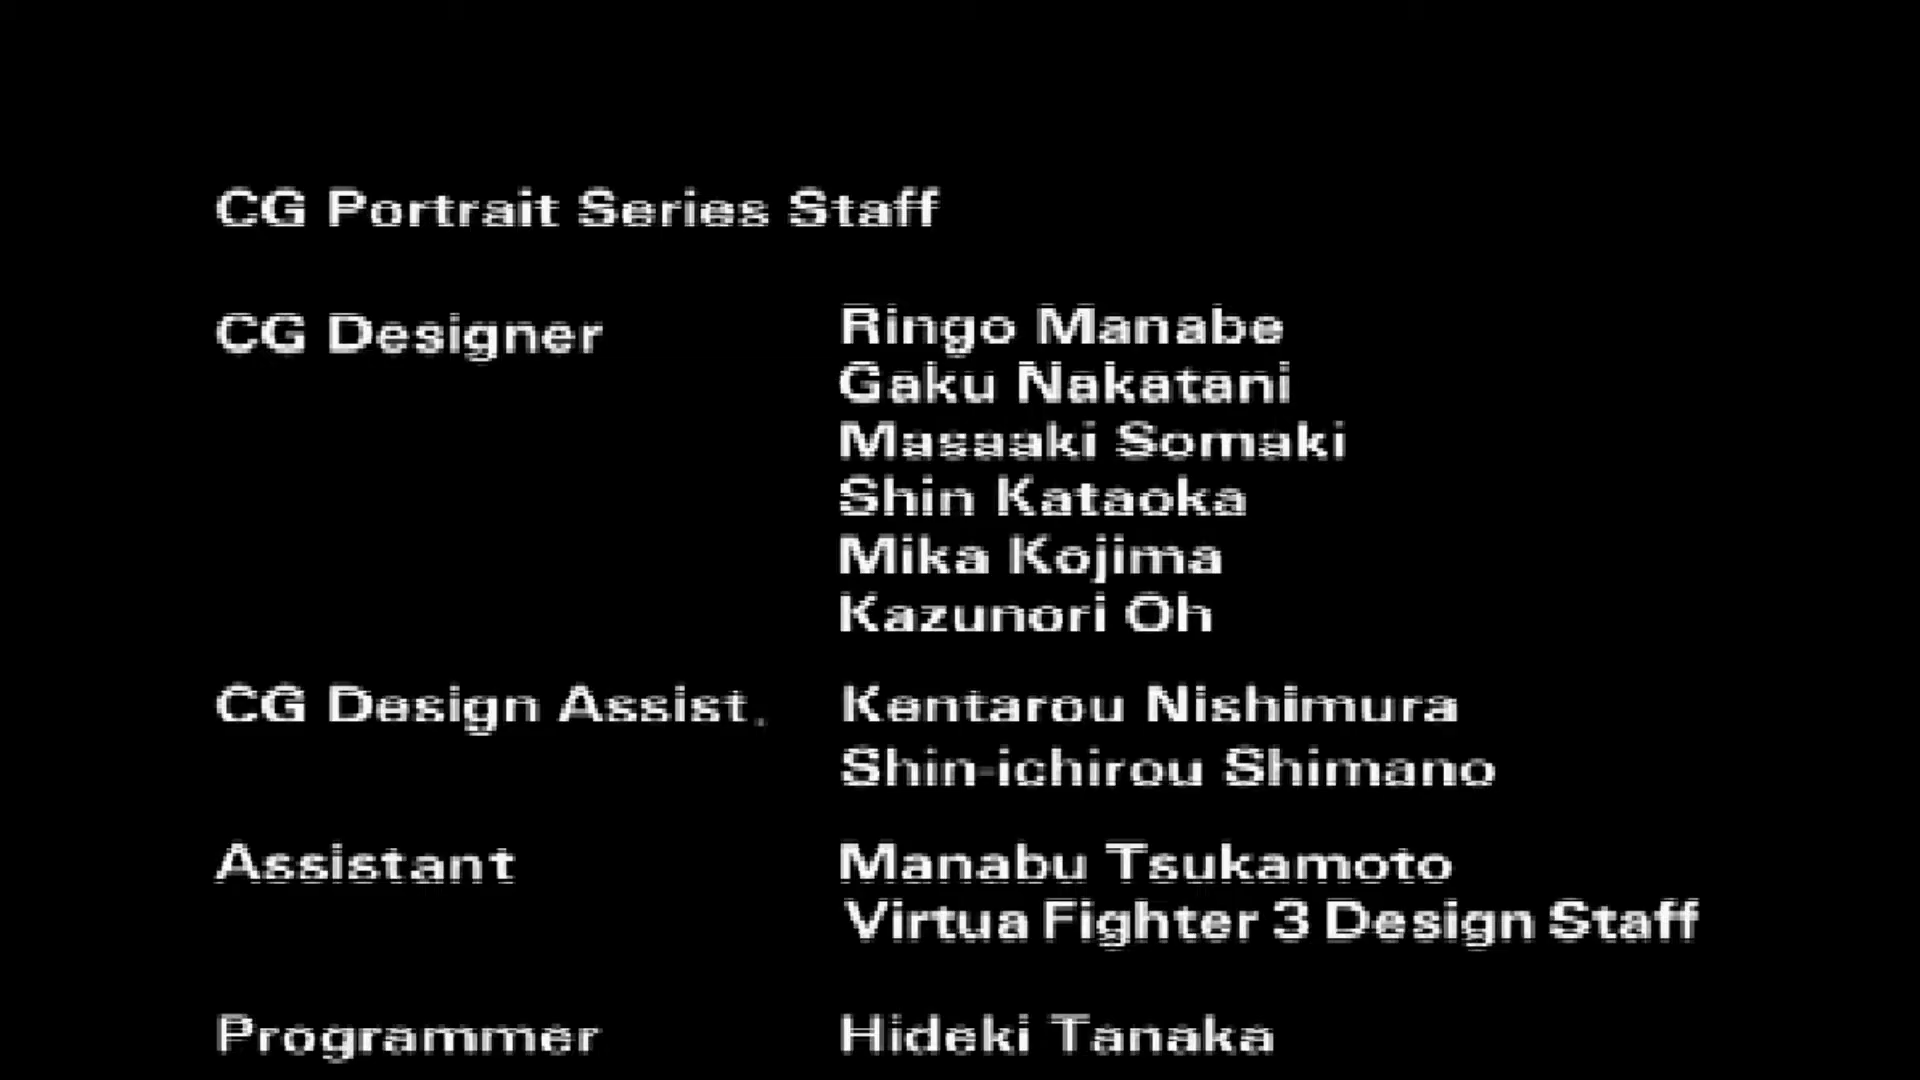 CG Portrait Series Staff
CG Designer Ringo Manabe
Gaku Nakatani
Masaaki Somaki
Shin Kataoka
Mika Kojima
Kazunori Oh
CG Design Assist. Kentarou Nishimura
Shin-ichirou Shimano
Assistant Manabu Tsukamoto
Virtua Fighter 3 Design Staff
Programmer Hideki Tanaka